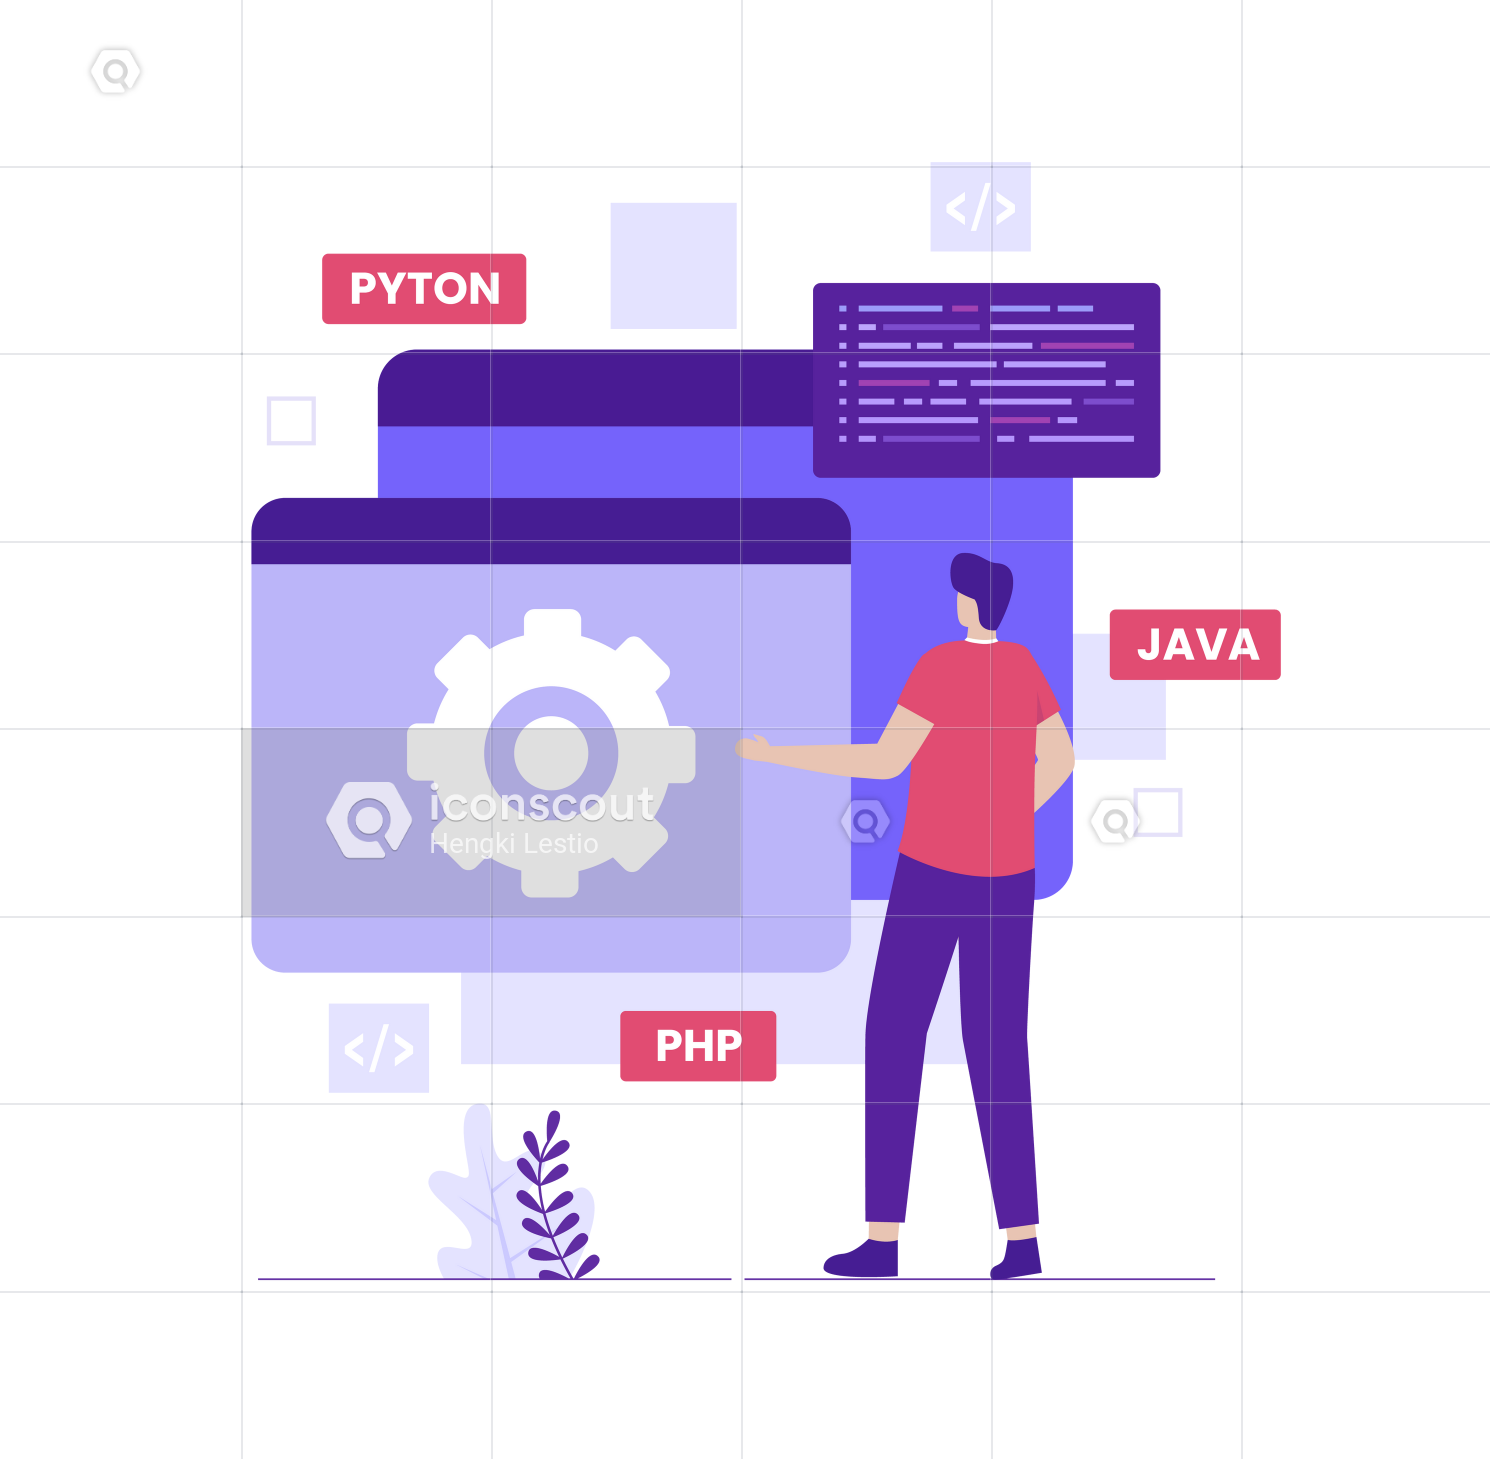 </>
PYTON
JAVA
iconscout
Hengki Lestio
</>
PHP